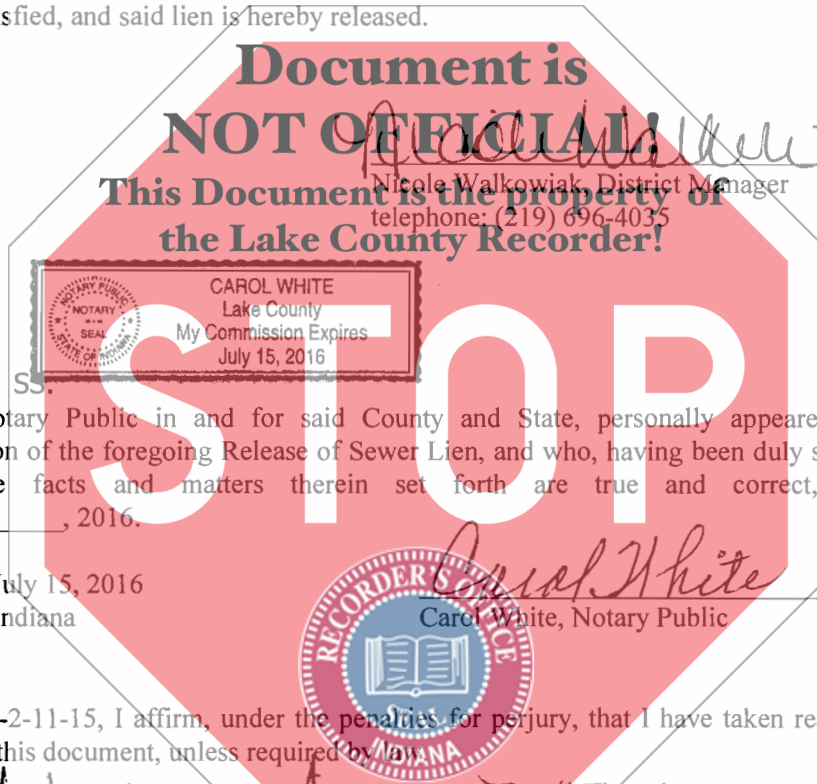 sfied, and said lien is hereby released.
Document is
NOT OFFICIAL!
This Document is the property of
the Lake County Recorder!
Nicole Walkowiak, District Manager
telephone: (219) 696-4035
NOTARY PUBLIC
NOTARY
SEAL
STATE OF INDIANA
CAROL WHITE
Lake County
My Commission Expires
July 15, 2016
STOP
SS.
otary Public in and for said County and State, personally appeare
on of the foregoing Release of Sewer Lien, and who, having been duly s
e facts and matters therein set forth are true and correct,
, 2016.
Carol White
uly 15, 2016
ndiana
Carol White, Notary Public
RECORDER'S OFFICE
SEAL
INDIANA
-2-11-15, I affirm, under the penalties for perjury, that I have taken rea
this document, unless required by law.